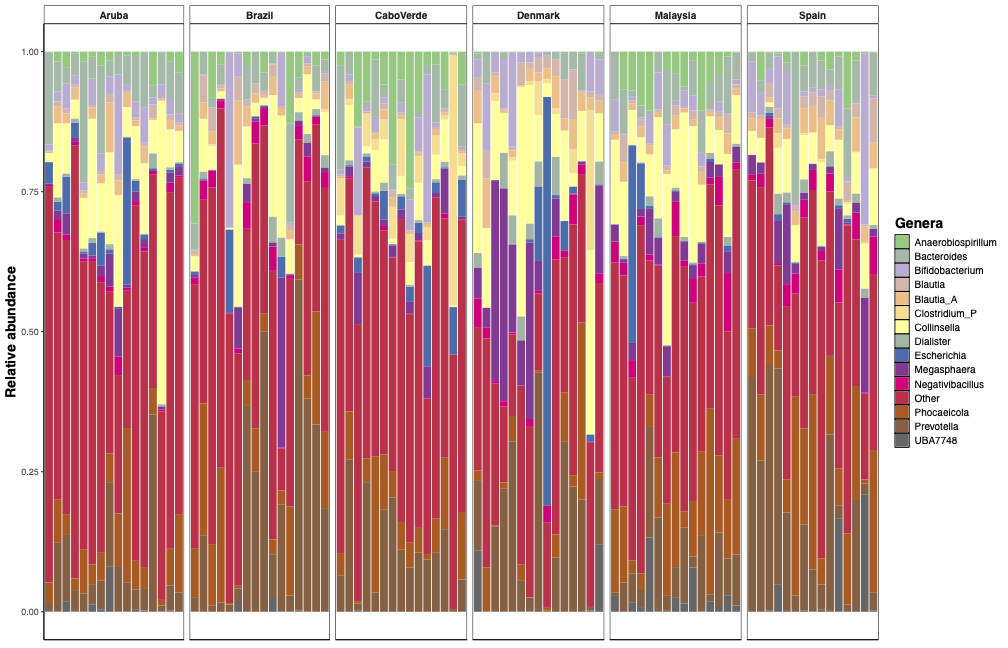 Aruba
Brazil
CaboVerde
Denmark
Malaysia
Spain
1.00
0.75
0.50
0.25
0.00
Relative abundance
Genera
Anaerobiospirillum
Bacteroides
Bifidobacterium
Blautia
Blautia_A
Clostridium_P
Collinsella
Dialister
Escherichia
Megasphaera
Negativibacillus
Other
Phocaeicola
Prevotella
UBA7748